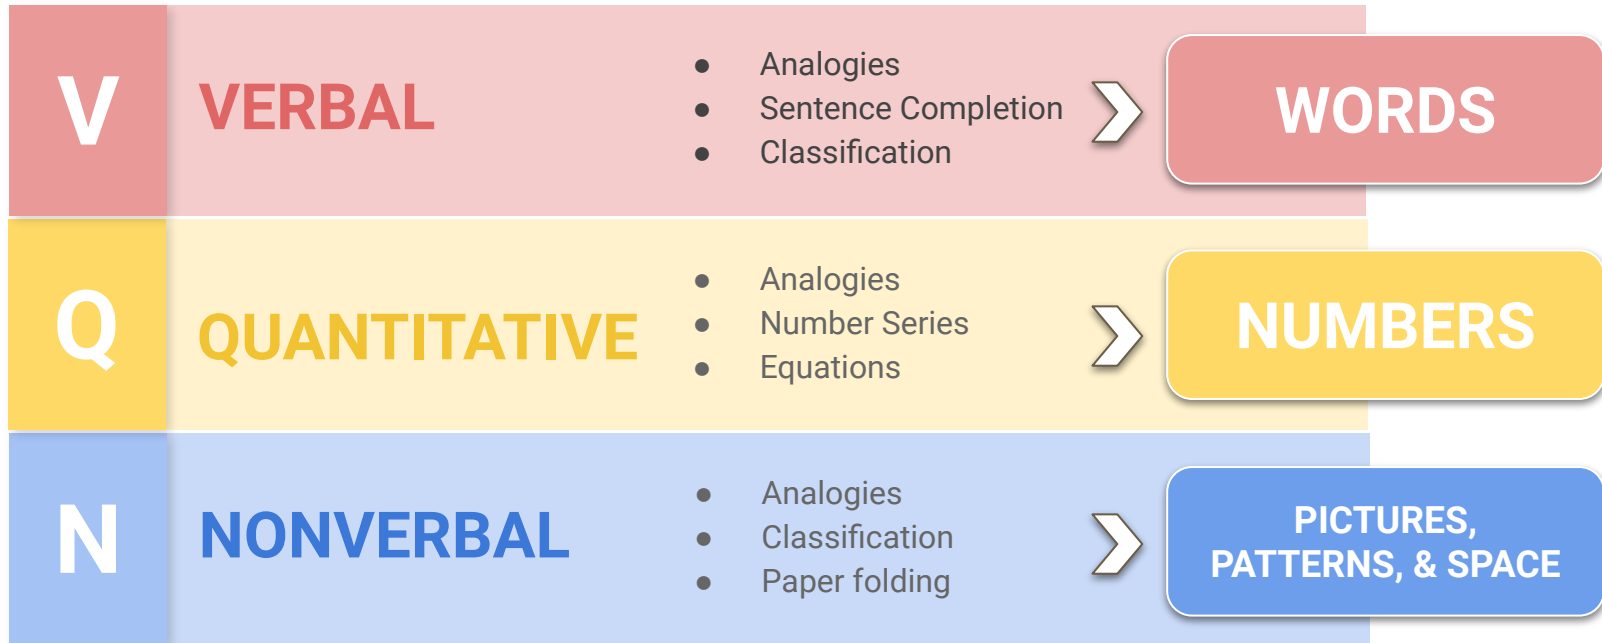 V
VERBAL
● Analogies
● Sentence Completion
● Classification
WORDS
Q
QUANTITATIVE
● Analogies
● Number Series
● Equations
NUMBERS
N
NONVERBAL
● Analogies
● Classification
● Paper folding
PICTURES,
PATTERNS, & SPACE